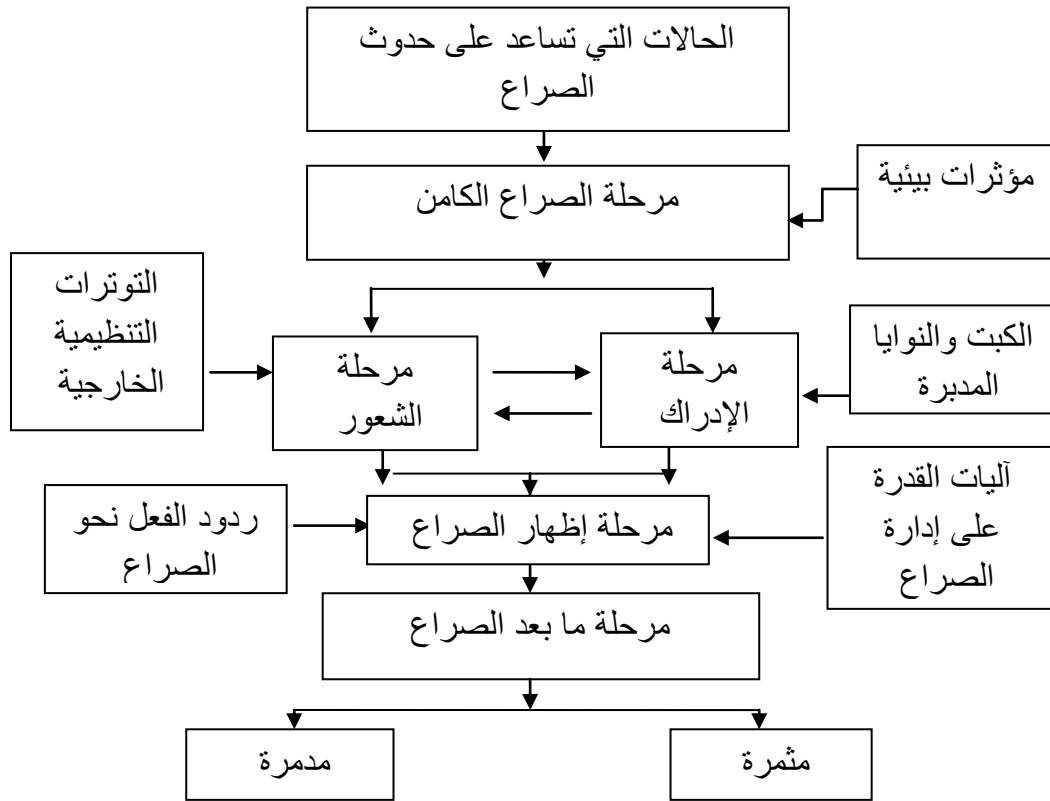 الحالات التي تساعد على حدوث
الصراع
مرحلة الصراع الكامن
مؤثرات بيئية
التوترات
التنظيمية
الخارجية
مرحلة
الإدراك
مرحلة
الشعور
الكبت والنوايا
المدبرة
آليات القدرة
على إدارة
الصراع
مرحلة إظهار الصراع
ردود الفعل نحو
الصراع
مرحلة ما بعد الصراع
مثمرة
مدمرة